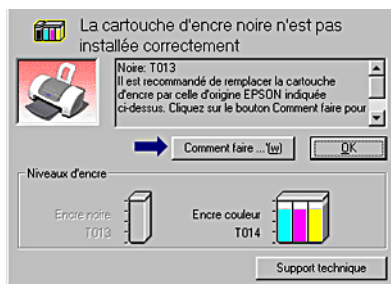 La cartouche d'encre noire n'est pas
installée correctement
Noire: T013
Il est recommandé de remplacer la cartouche
d'encre par celle d'origine EPSON indiquée
ci-dessus. Cliquez sur le bouton Comment faire pour
Comment faire ...'(w)
OK
Niveaux d'encre
Encre noire
T013
Encre couleur
T014
Support technique